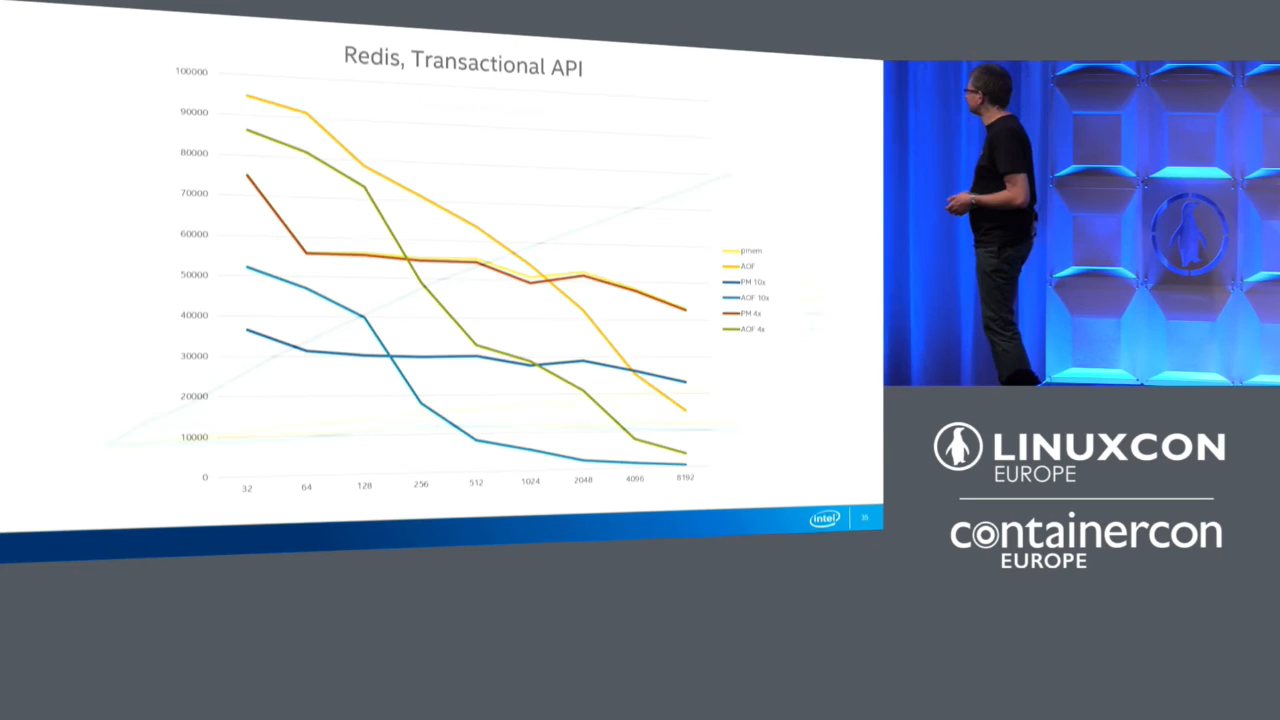 Redis, Transactional API
100000
90000
80000
70000
60000
50000
40000
30000
20000
10000
0
32
64
128
256
512
1024
2048
4096
8192
pmem
AOF
PM 10x
AOF 10x
PM 4x
AOF 4x
intel
35
LINUXCON
EUROPE
containercon
EUROPE